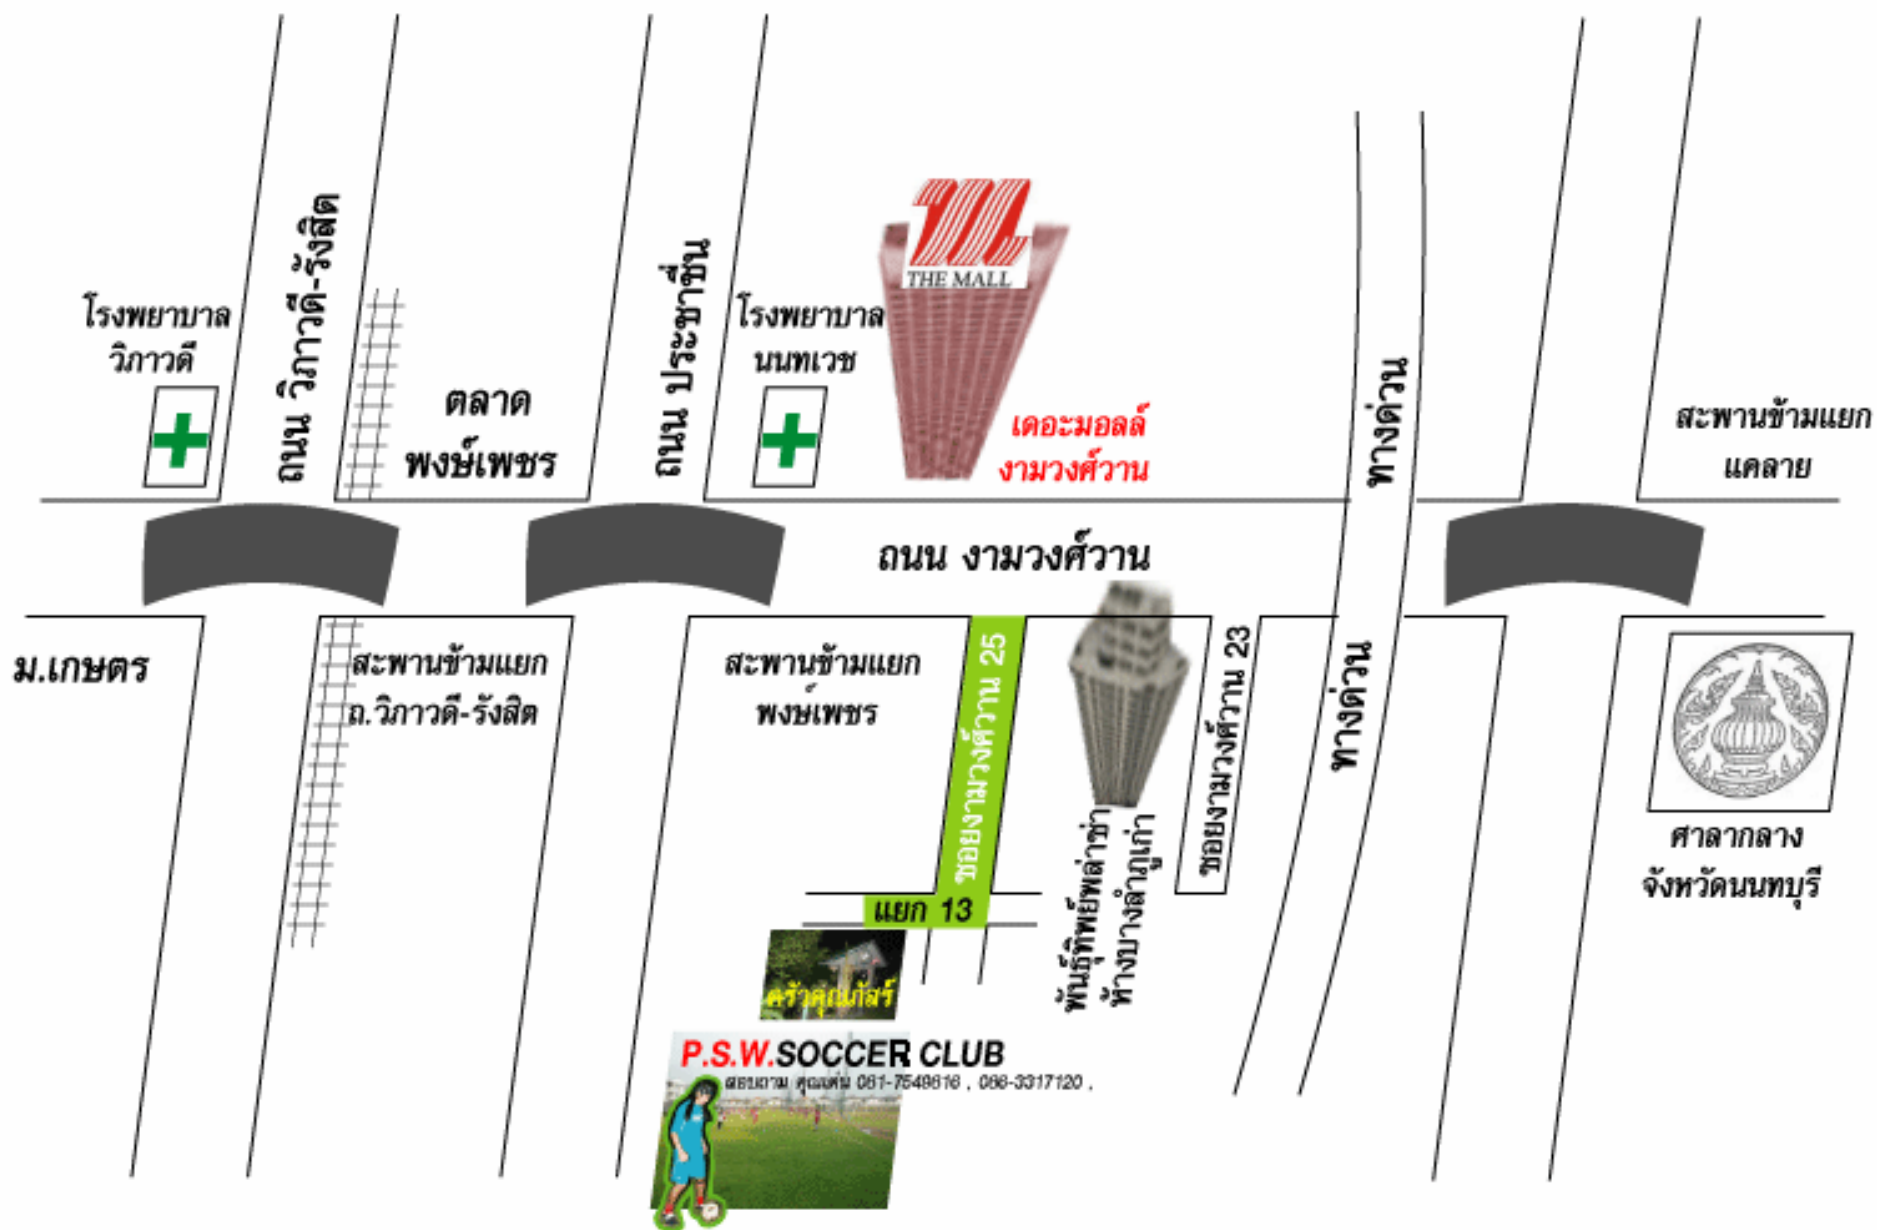 THE MALL
ถนน วิภาวดี-รังสิต
ถนน ประชาชื่น
โรงพยาบาล
วิภาวดี
ตลาด
พงษ์เพชร
โรงพยาบาล
นนทเวช
เดอะมอลล์
งามวงศ์วาน
ทางด่วน
สะพานข้ามแยก
แคลาย
ถนน งามวงศ์วาน
ม.เกษตร
สะพานข้ามแยก
ถ.วิภาวดี-รังสิต
สะพานข้ามแยก
พงษ์เพชร
ซอยงามวงศ์วาน 25
ซอยงามวงศ์วาน 23
ทางด่วน
พันธุ์ทิพย์พลาซ่า
ศาลากลาง
จังหวัดนนทบุรี
แยก 13
ครัวคุณภัสร์
P.S.W.SOCCER CLUB
สอบถาม